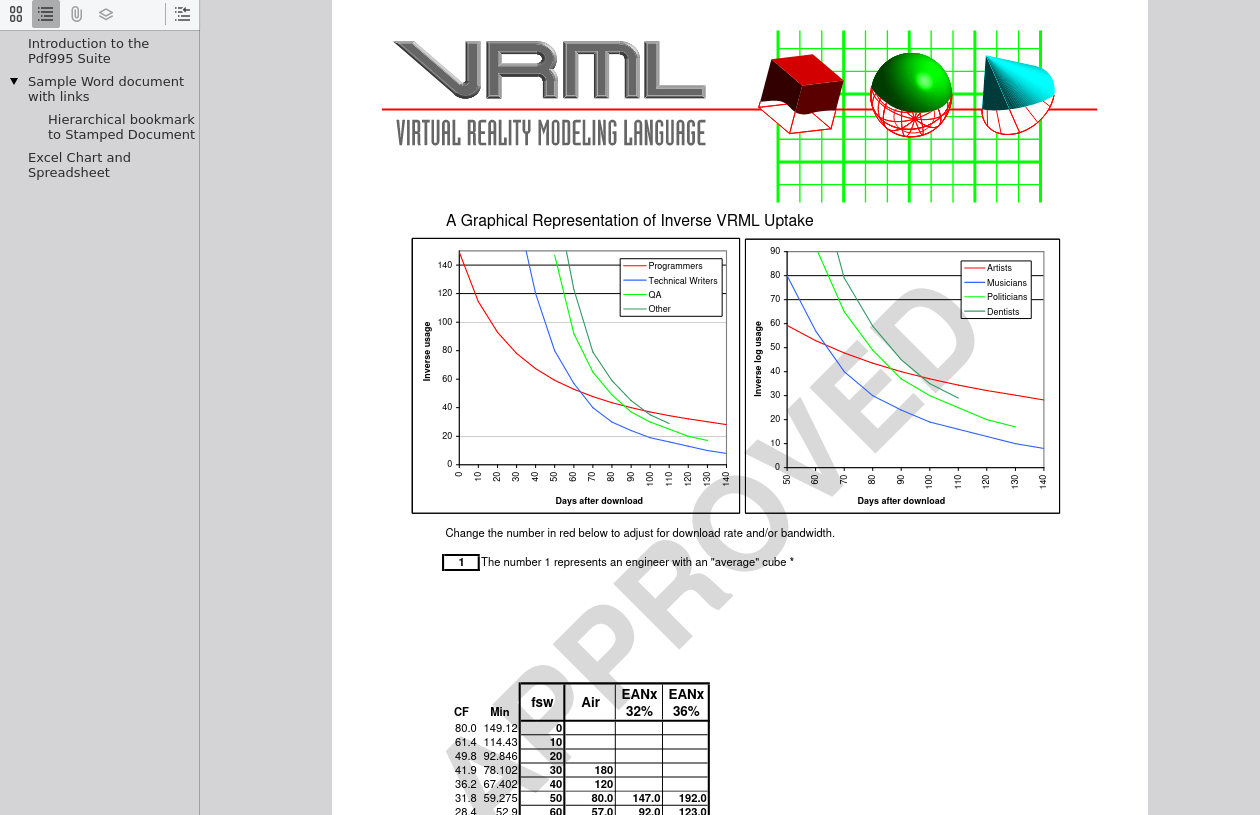 Introduction to the
Pdf995 Suite
Sample Word document
with links
Hierarchical bookmark
to Stamped Document
Excel Chart and
Spreadsheet
VRML
VIRTUAL REALITY MODELING LANGUAGE
A Graphical Representation of Inverse VRML Uptake
Inverse usage
140
120
100
80
60
40
20
0
Programmers
Technical Writers
QA
Other
0 10 20 30 40 50 60 70 80 90 100 110 120 130 140
Days after download
Inverse log usage
90
80
70
60
50
40
30
20
10
0
Artists
Musicians
Politicians
Dentists
50 60 70 80 90 100 110 120 130 140
Days after download
APPROVED
Change the number in red below to adjust for download rate and/or bandwidth.
1 The number 1 represents an engineer with an "average" cube *
CF Min fsw Air EANx 32% EANx 36%
80.0 149.12 0
61.4 114.43 10
49.8 92.846 20
41.9 78.102 30 180
36.2 67.402 40 120
31.8 59.275 50 80.0 147.0 192.0
28.4 52.9 60 57.0 92.0 123.0